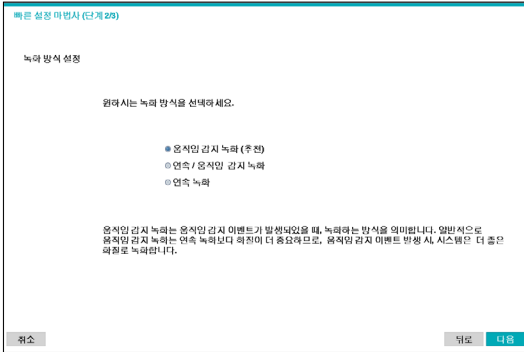 빠른 설정 마법사 (단계 2/3)
녹화 방식 설정
원하시는 녹화 방식을 선택하세요.
움직임 감지 녹화 (추천)
연속 / 움직임 감지 녹화
연속 녹화
움직임 감지 녹화는 움직임 감지 이벤트가 발생되었을 때, 녹화하는 방식을 의미합니다. 일반적으로
움직임 감지 녹화는 연속 녹화보다 화질이 더 중요하므로, 움직임 감지 이벤트 발생 시, 시스템은 더 좋은
화질로 녹화합니다.
취소
뒤로
다음